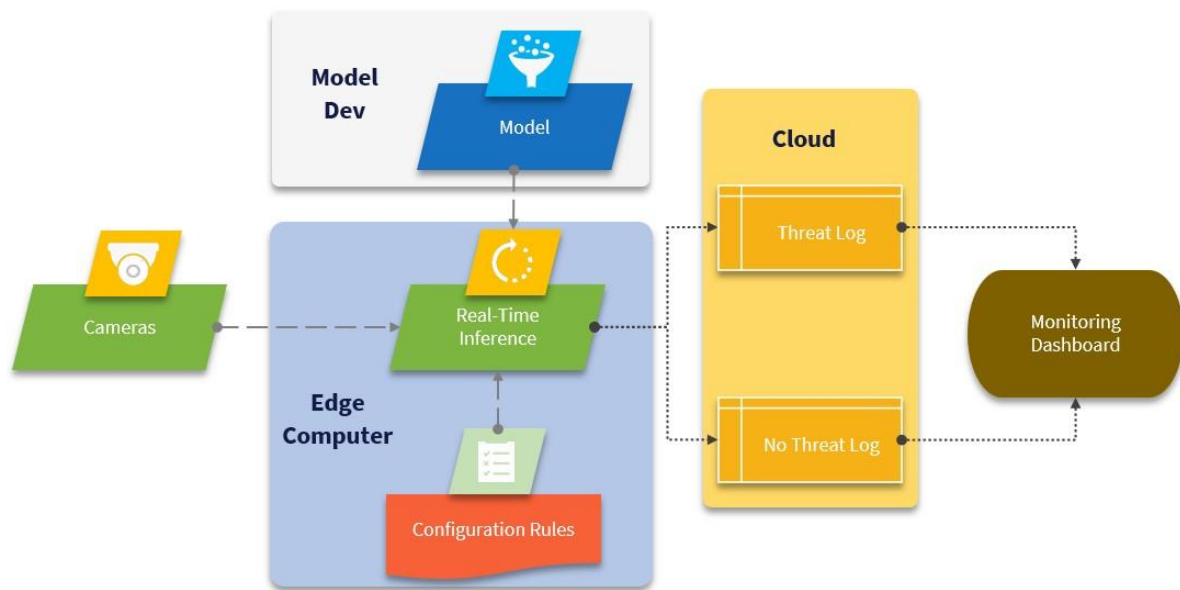 Model
Dev
Model
Cloud
Threat Log
Cameras
Real-Time
Inference
Monitoring
Dashboard
Edge
Computer
No Threat Log
Configuration Rules